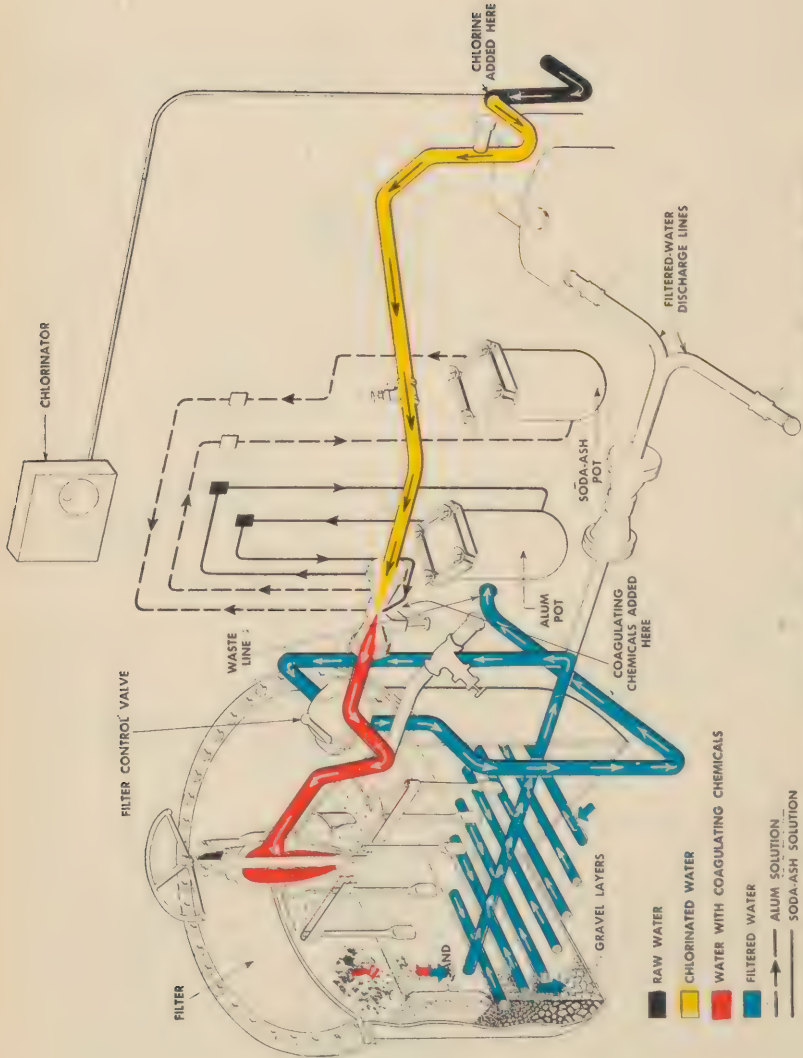 CHLORINATOR
CHLORINE
ADDED HERE
FILTER CONTROL VALVE
WASTE
LINE
FILTER
ALUM
POT
SODA-ASH
POT
COAGULATING
CHEMICALS ADDED
HERE
FILTERED-WATER
DISCHARGE LINES
GRAVEL LAYERS
RAW WATER
CHLORINATED WATER
WATER WITH COAGULATING CHEMICALS
FILTERED WATER
ALUM SOLUTION
SODA-ASH SOLUTION